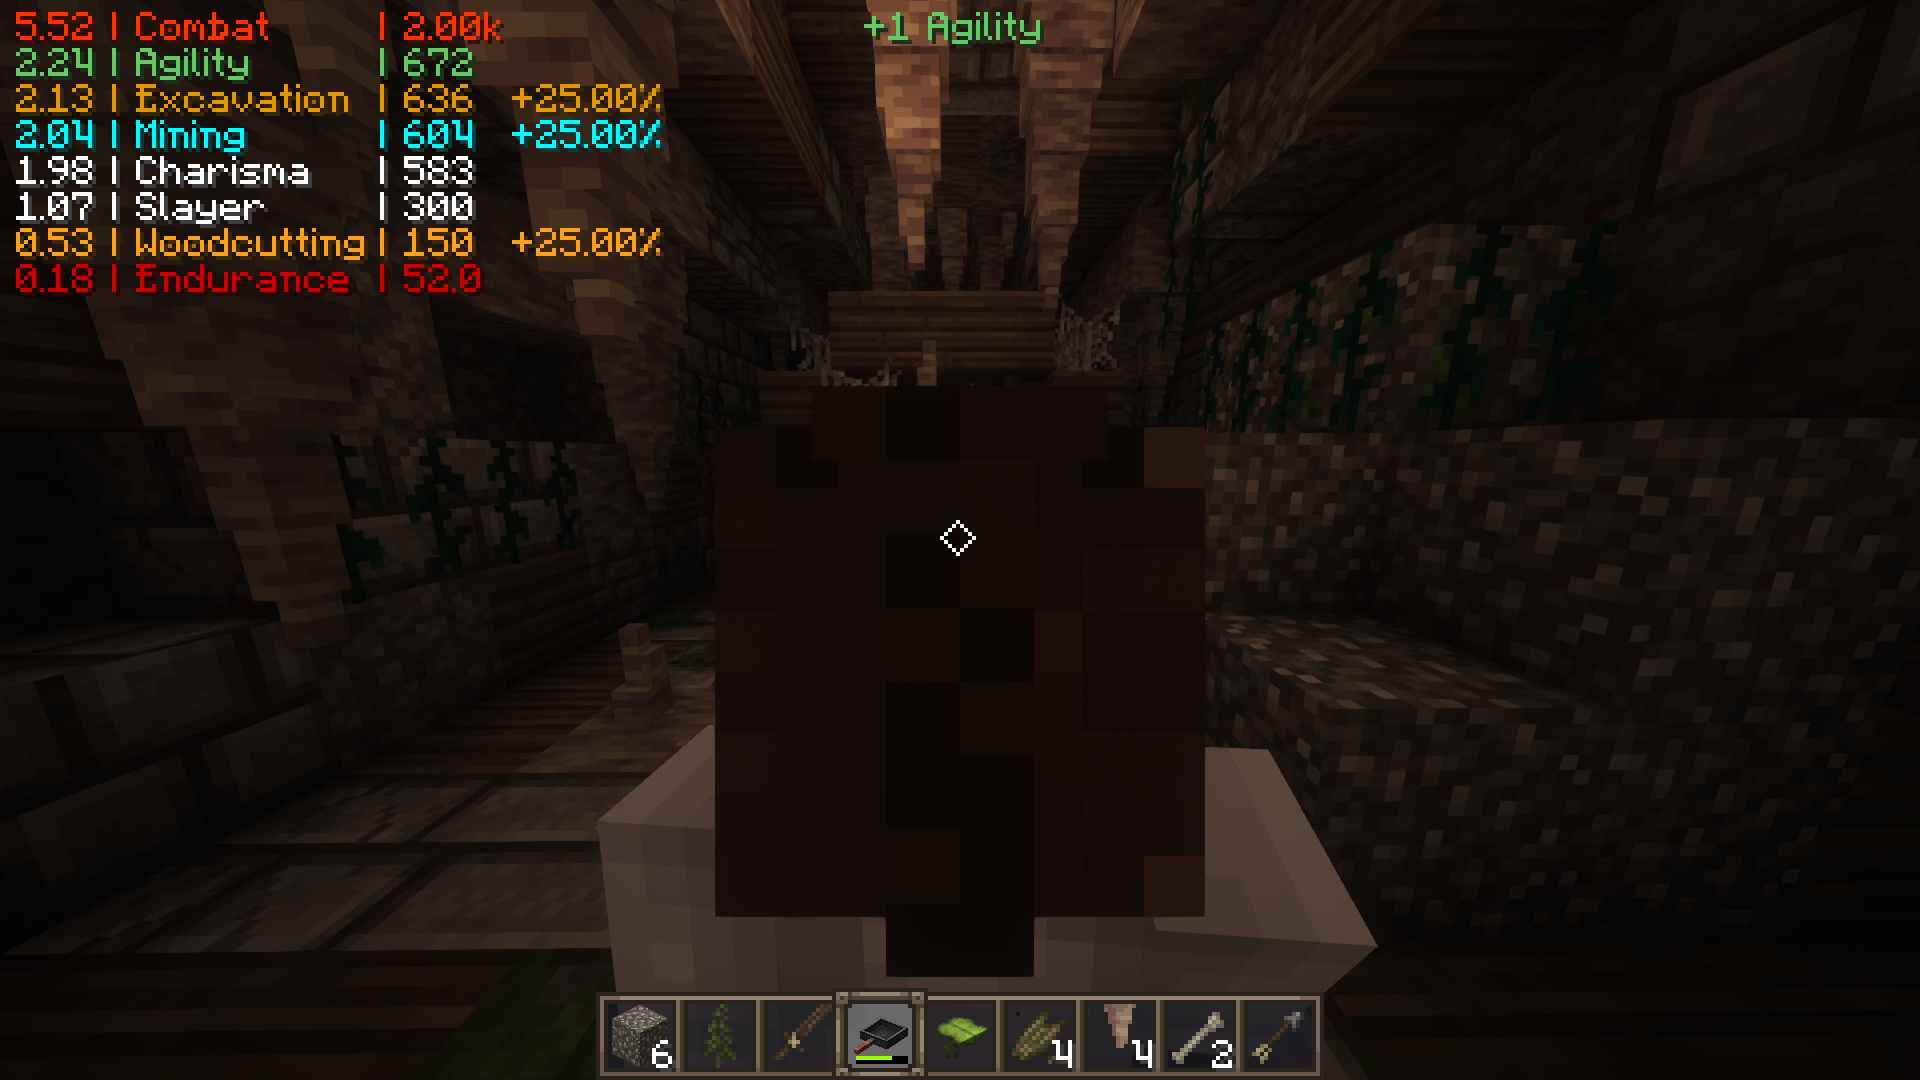 5.52 | Combat | 2.00k
+1 Agility
2.24 | Agility | 672
2.13 | Excavation | 636 +25.00%
2.04 | Mining | 604 +25.00%
1.98 | Charisma | 583
1.07 | Slayer | 300
0.53 | Woodcutting | 150 +25.00%
0.18 | Endurance | 52.0
6 4 4 2